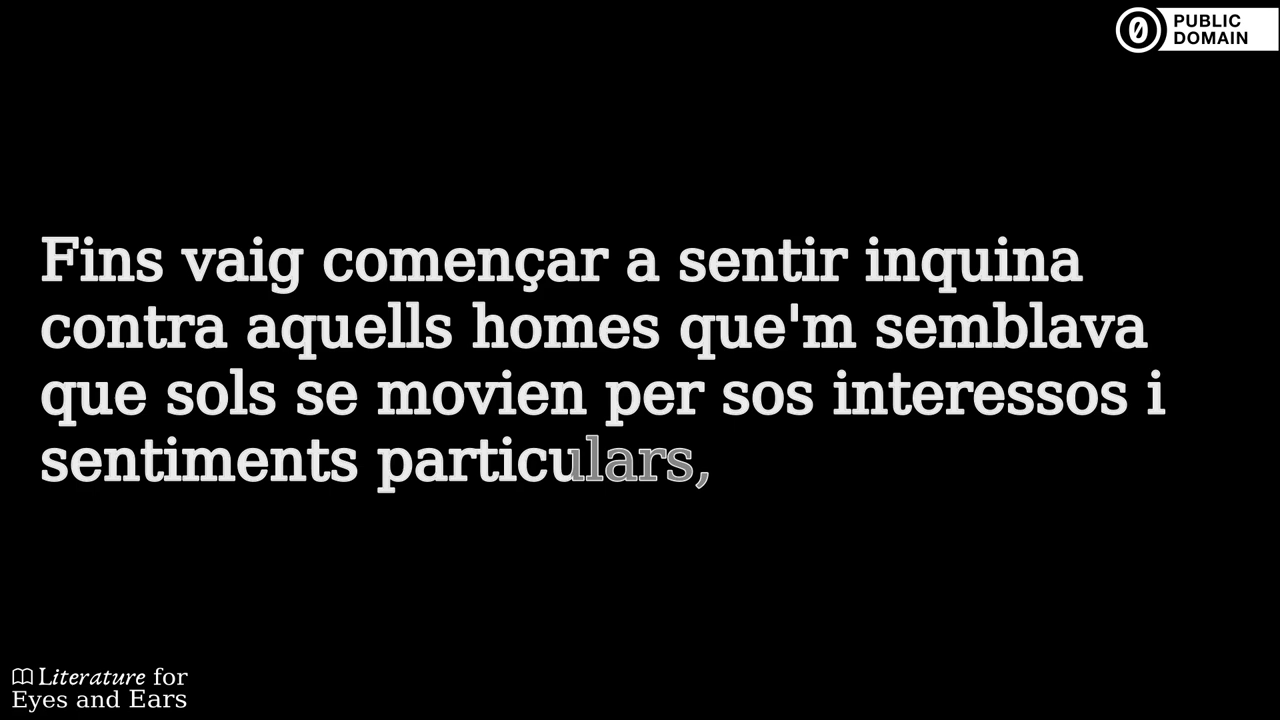 PUBLIC
DOMAIN
Fins vaig començar a sentir inquina
contra aquells homes que'm semblava
que sols se movien per sos interessos i
sentiments particulars,
Literature for
Eyes and Ears